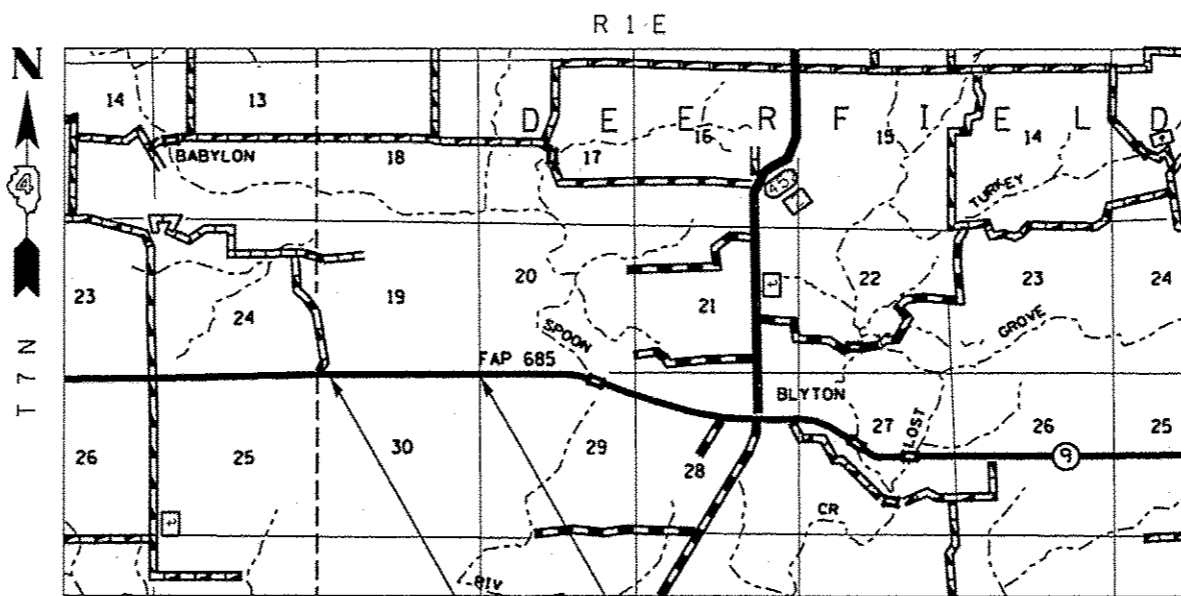 R 1 E
N
4
T 7 N
14
13
D E E R F I E L D
16
15
14
BABYLON
18
17
TURKEY
23
24
19
20
21
22
23
24
SPOON
GROVE
FAP 685
BLYTON
26
25
30
29
28
27
LOST
26
25
9
CR
RIV